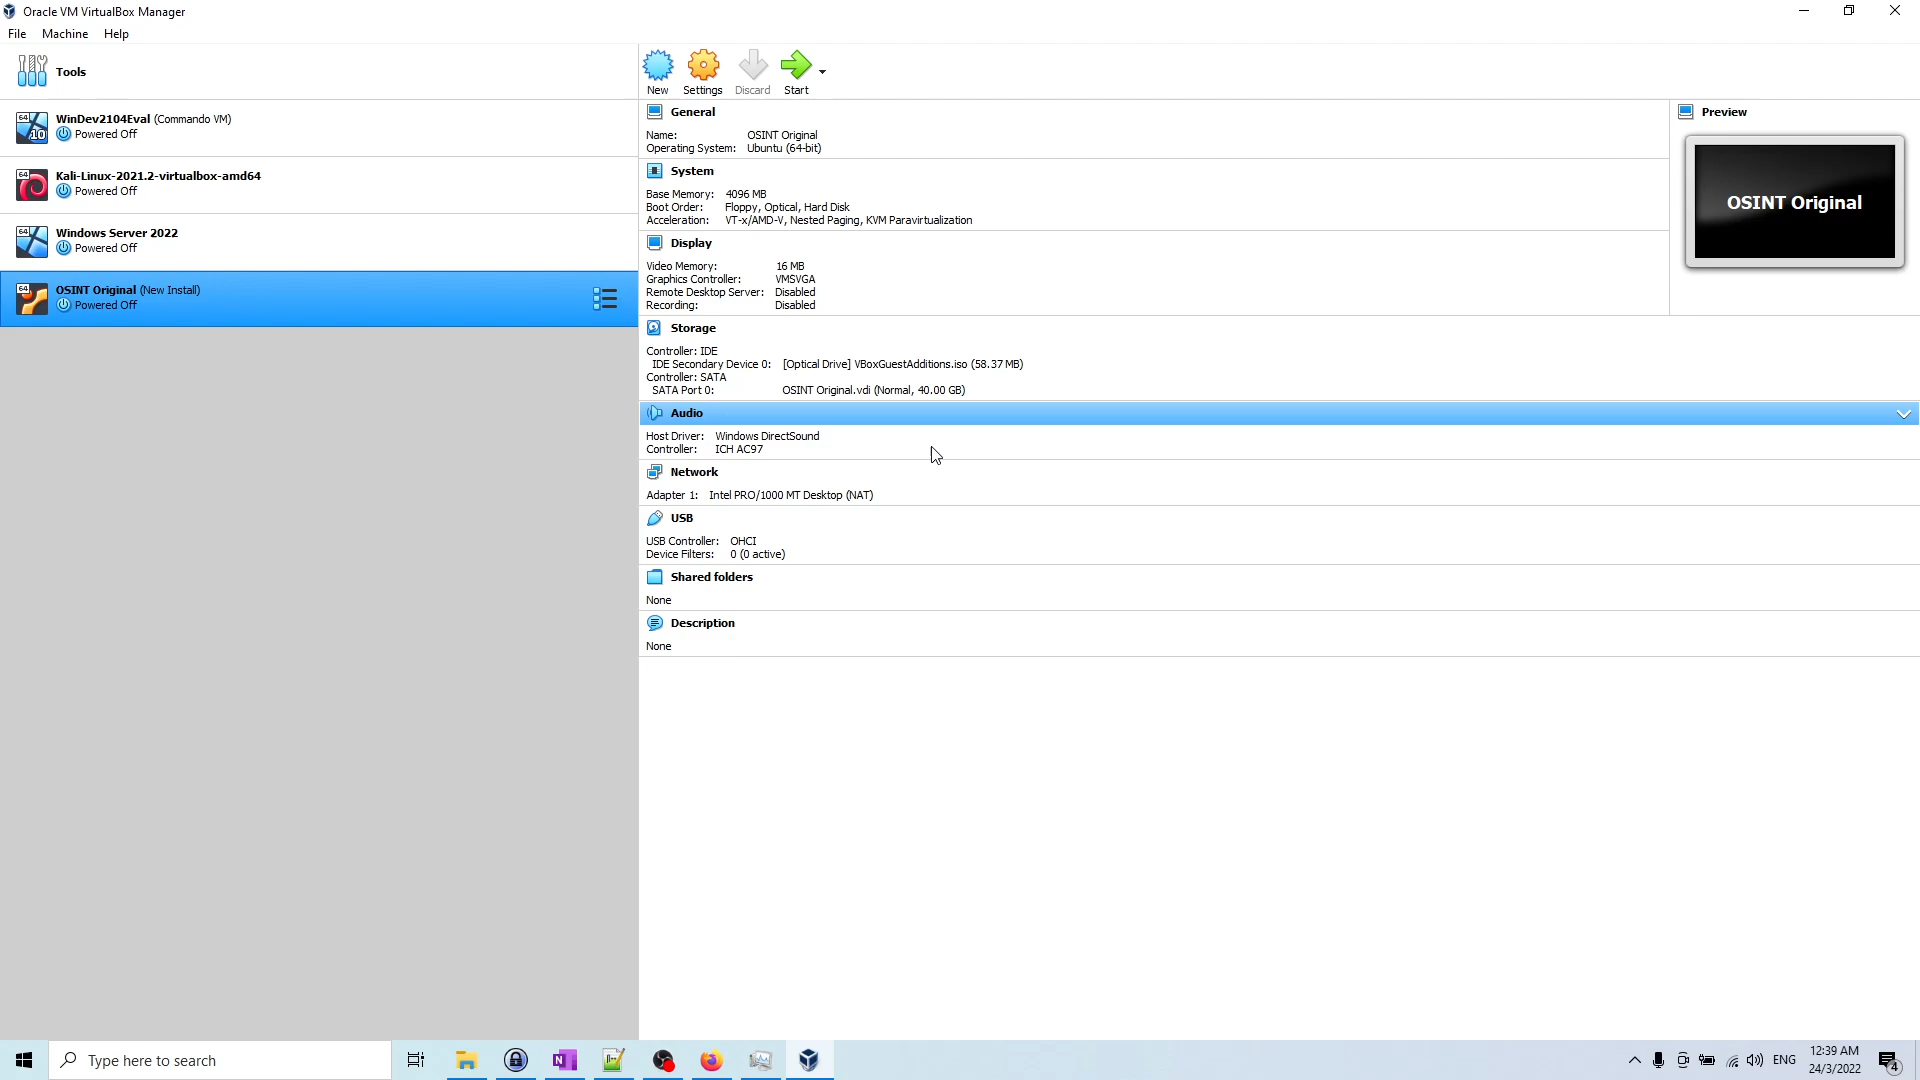 Oracle VM VirtualBox Manager
File Machine Help
Tools
New Settings Discard Start
64 10 WinDev2104Eval (Commando VM)
Powered Off
64 Kali-Linux-2021.2-virtualbox-amd64
Powered Off
64 Windows Server 2022
Powered Off
64 OSINT Original (New Install)
Powered Off
General
Name: OSINT Original
Operating System: Ubuntu (64-bit)
System
Base Memory: 4096 MB
Boot Order: Floppy, Optical, Hard Disk
Acceleration: VT-x/AMD-V, Nested Paging, KVM Paravirtualization
Display
Video Memory: 16 MB
Graphics Controller: VMSVGA
Remote Desktop Server: Disabled
Recording: Disabled
Preview
OSINT Original
Storage
Controller: IDE
IDE Secondary Device 0: [Optical Drive] VBoxGuestAdditions.iso (58.37 MB)
Controller: SATA
SATA Port 0: OSINT Original.vdi (Normal, 40.00 GB)
Audio
Host Driver: Windows DirectSound
Controller: ICH AC97
Network
Adapter 1: Intel PRO/1000 MT Desktop (NAT)
USB
USB Controller: OHCI
Device Filters: 0 (0 active)
Shared folders
None
Description
None
Type here to search
N
ENG
12:39 AM
24/3/2022
4